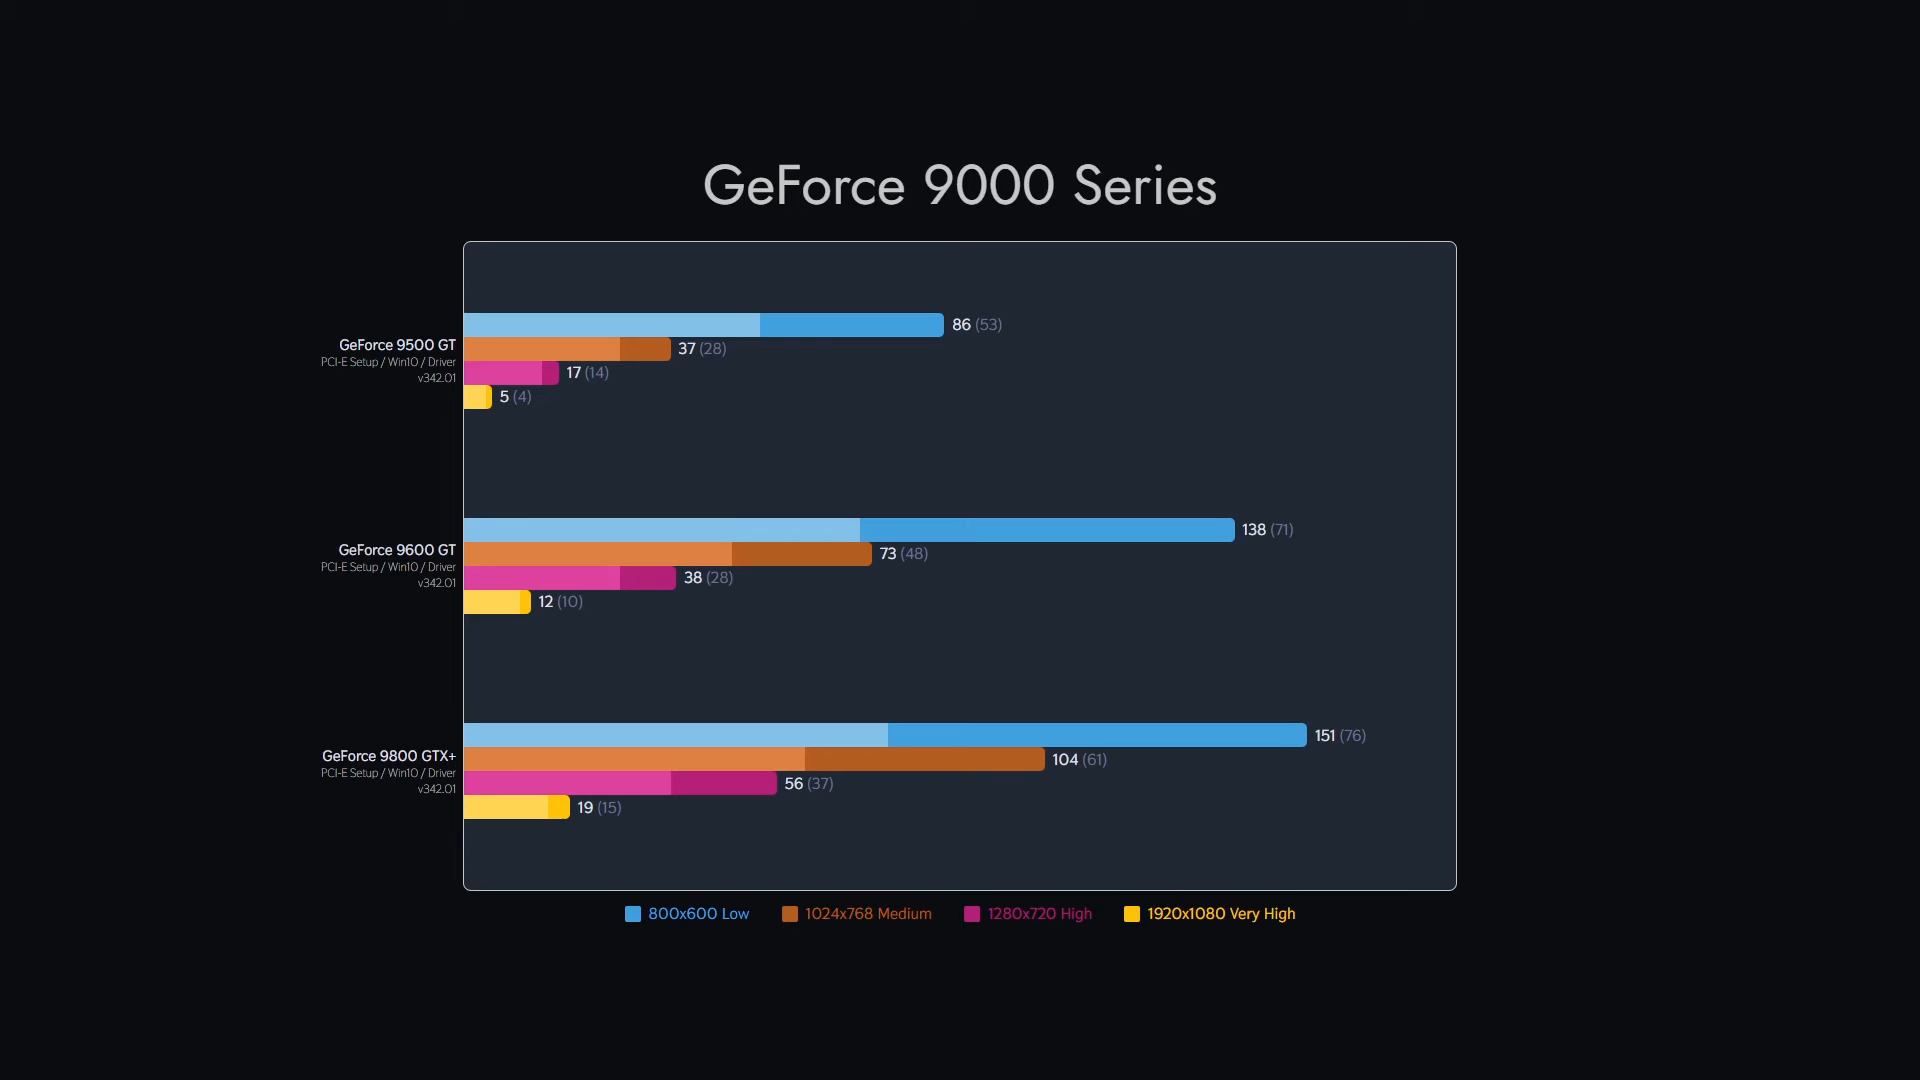 GeForce 9000 Series
GeForce 9500 GT
PCI-E Setup / Win10 / Driver
v342.01
86 (53)
37 (28)
17 (14)
5 (4)
GeForce 9600 GT
PCI-E Setup / Win10 / Driver
v342.01
138 (71)
73 (48)
38 (28)
12 (10)
GeForce 9800 GTX+
PCI-E Setup / Win10 / Driver
v342.01
151 (76)
104 (61)
56 (37)
19 (15)
800x600 Low 1024x768 Medium 1280x720 High 1920x1080 Very High